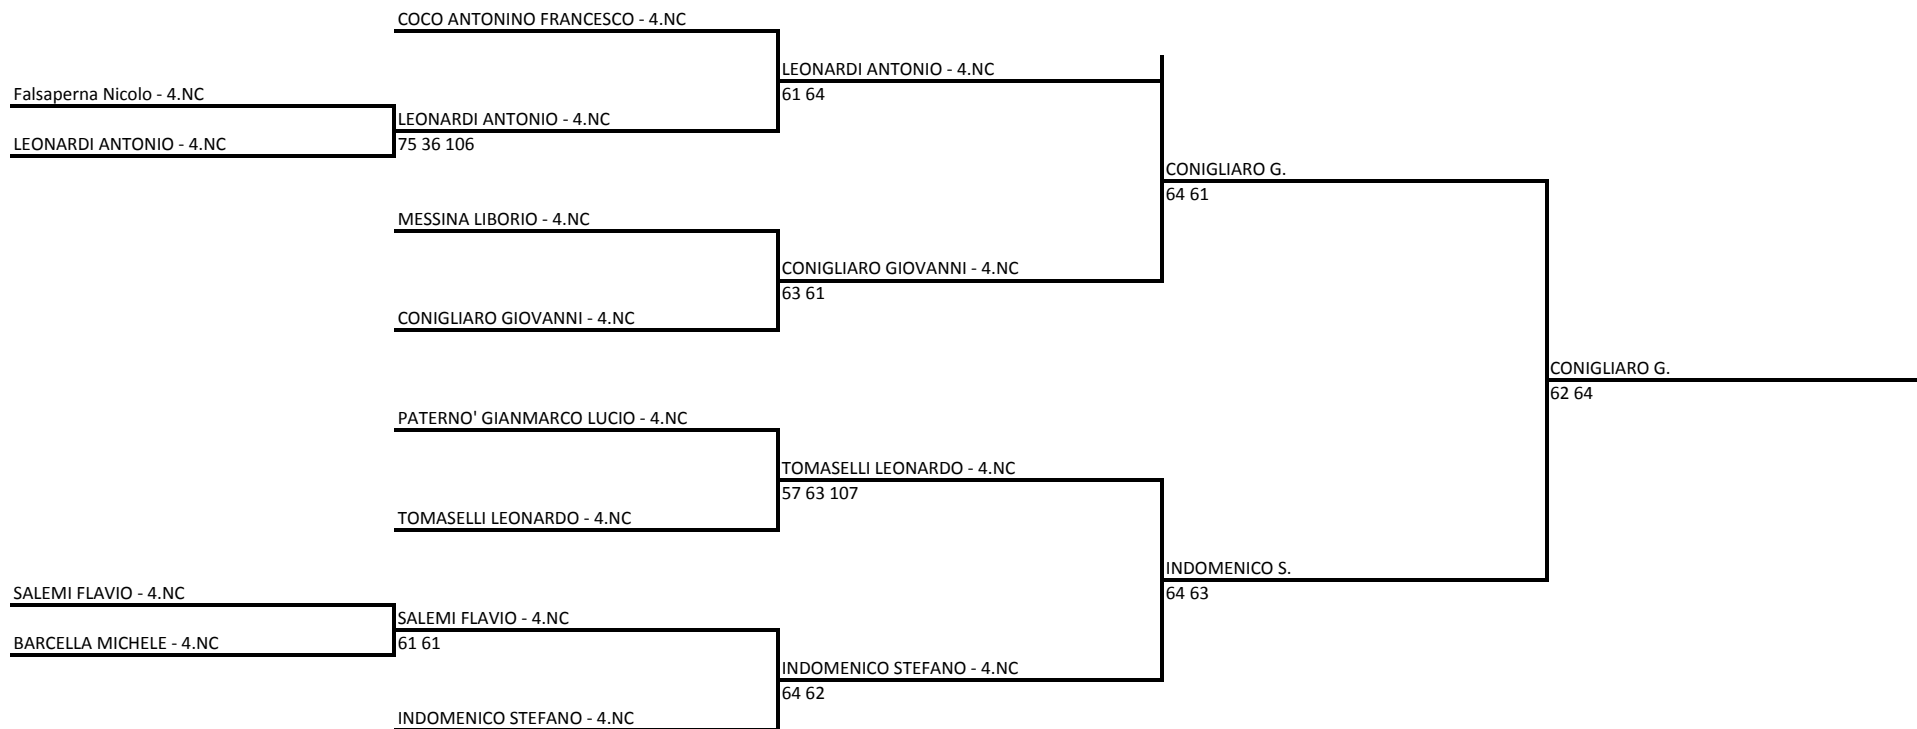 COCO ANTONINO FRANCESCO - 4.NC
LEONARDI ANTONIO - 4.NC
Falsaperna Nicolo - 4.NC
61 64
LEONARDI ANTONIO - 4.NC
LEONARDI ANTONIO - 4.NC
75 36 106
CONIGLIARO G.
64 61
MESSINA LIBORIO - 4.NC
CONIGLIARO GIOVANNI - 4.NC
63 61
CONIGLIARO GIOVANNI - 4.NC
CONIGLIARO G.
62 64
PATERNO' GIANMARCO LUCIO - 4.NC
TOMASELLI LEONARDO - 4.NC
57 63 107
TOMASELLI LEONARDO - 4.NC
INDOMENICO S.
64 63
SALEMI FLAVIO - 4.NC
SALEMI FLAVIO - 4.NC
BARCELLA MICHELE - 4.NC
61 61
INDOMENICO STEFANO - 4.NC
64 62
INDOMENICO STEFANO - 4.NC